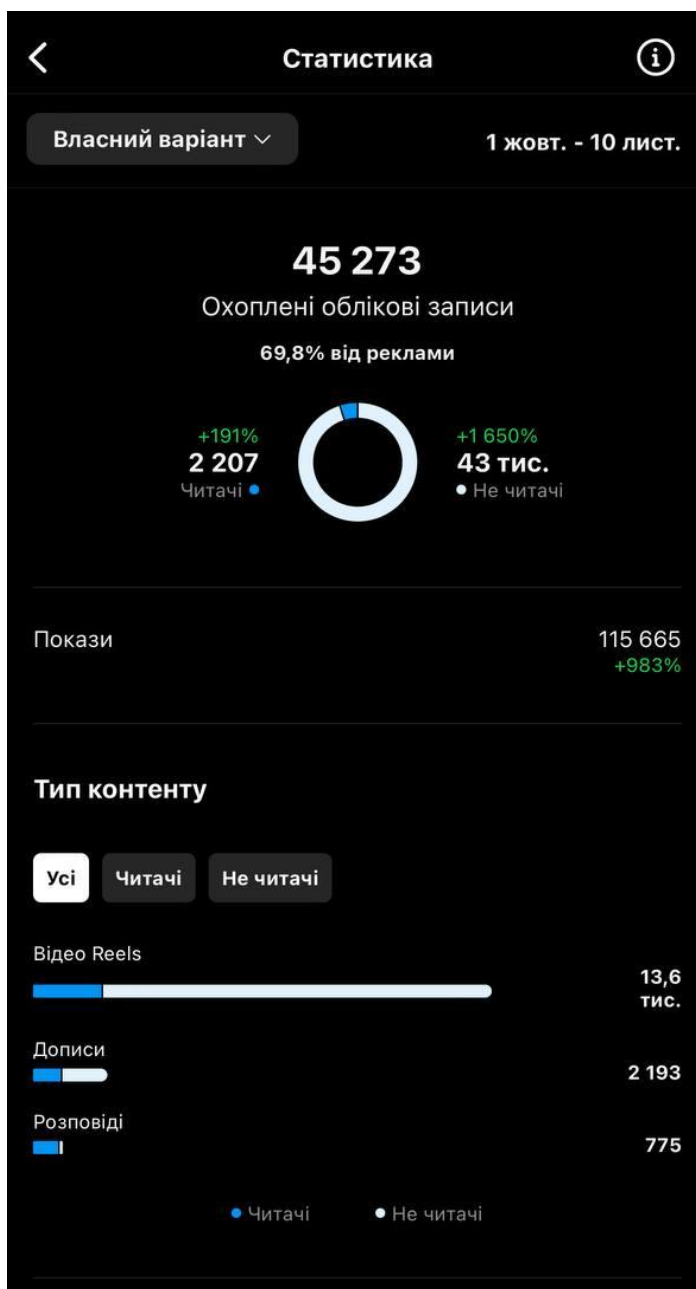 Статистика
Власний варіант
1 жовт. - 10 лист.
45 273
Охоплені облікові записи
69,8% від реклами
+191%
2 207
Читачі
+1 650%
43 тис.
Не читачі
Покази
115 665
+983%
Тип контенту
Усі
Читачі
Не читачі
Відео Reels
13,6
тис.
Дописи
2 193
Розповіді
775
Читачі
Не читачі